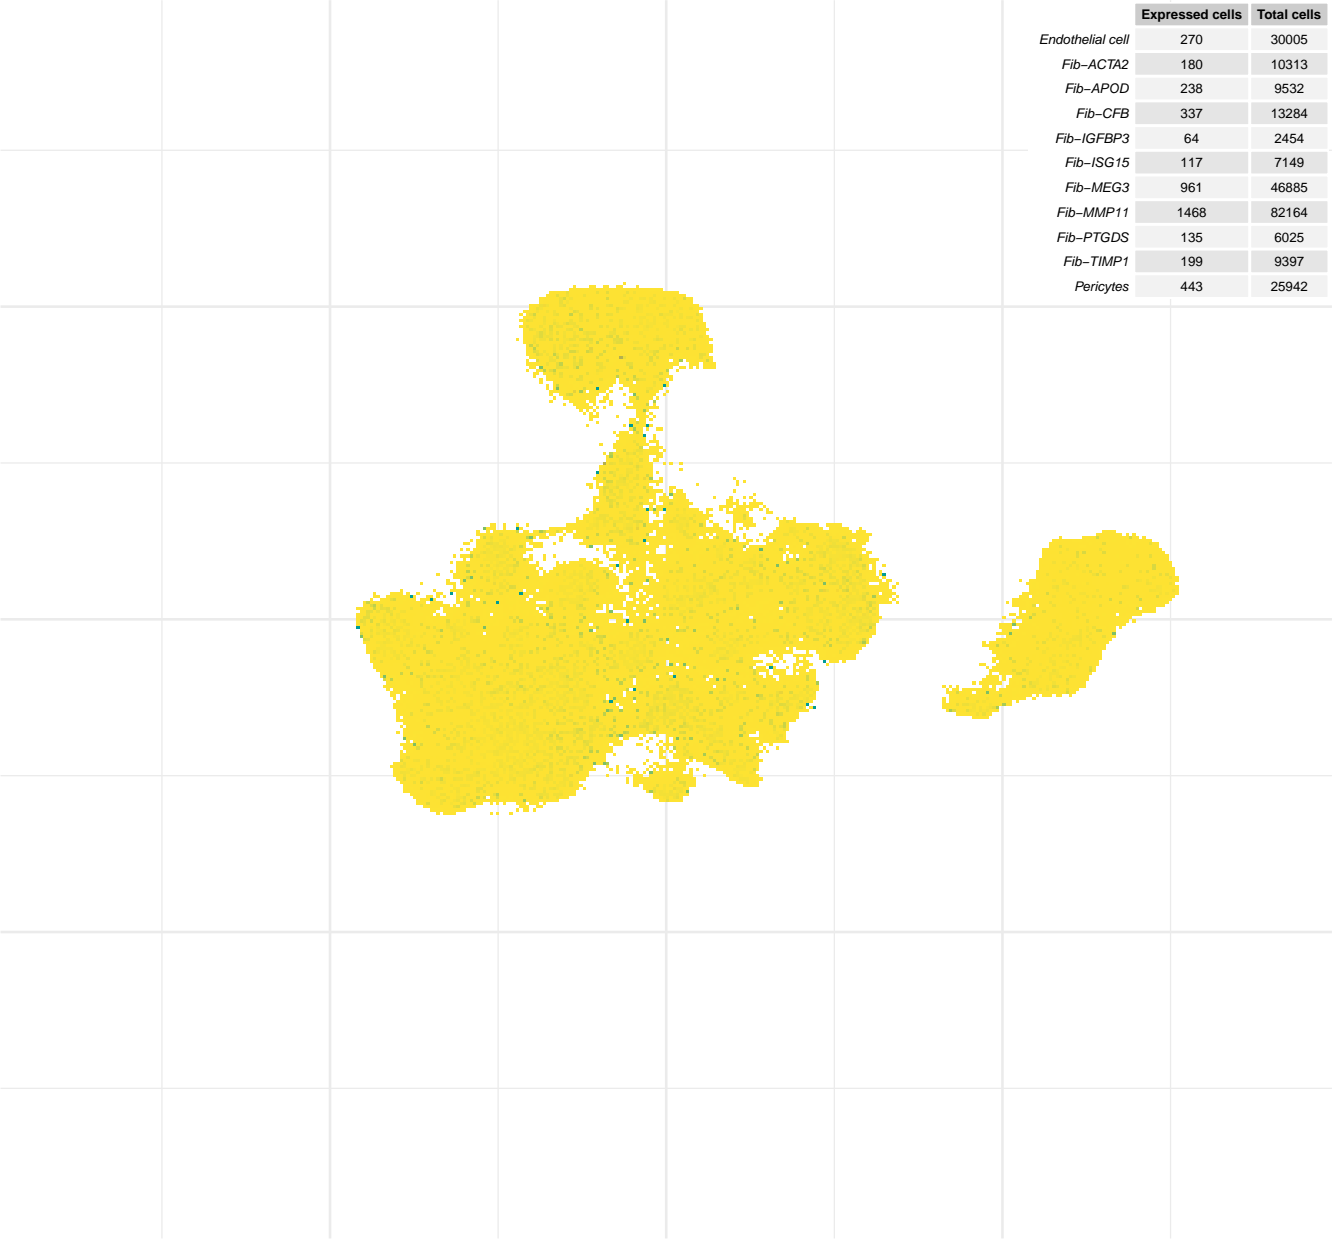 Expressed cells Total cells
Endothelial cell 270 30005
Fib−ACTA2 180 10313
Fib−APOD 238 9532
Fib−CFB 337 13284
Fib−IGFBP3 64 2454
Fib−ISG15 117 7149
Fib−MEG3 961 46885
Fib−MMP11 1468 82164
Fib−PTGDS 135 6025
Fib−TIMP1 199 9397
Pericytes 443 25942